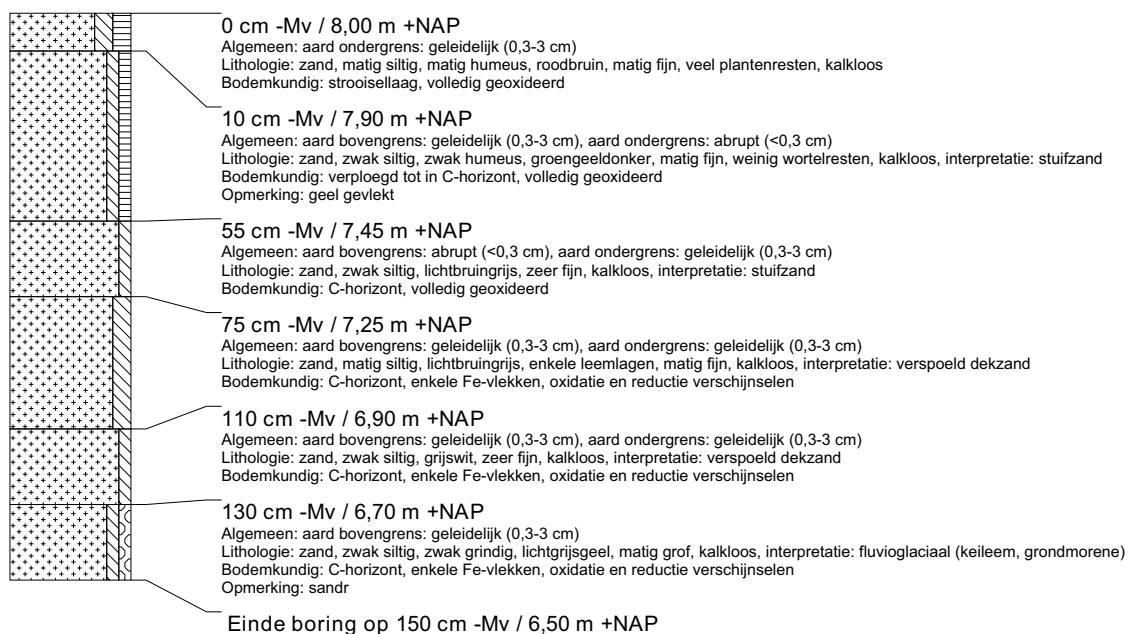 0 cm -Mv / 8,00 m +NAP
Algemeen: aard ondergrens: geleidelijk (0,3-3 cm)
Lithologie: zand, matig siltig, matig humeus, roodbruin, matig fijn, veel plantenresten, kalkloos
Bodemkundig: strooisellaag, volledig geoxideerd
10 cm -Mv / 7,90 m +NAP
Algemeen: aard bovengrens: geleidelijk (0,3-3 cm), aard ondergrens: abrupt (<0,3 cm)
Lithologie: zand, zwak siltig, zwak humeus, groengeeldonker, matig fijn, weinig wortelresten, kalkloos, interpretatie: stuifzand
Bodemkundig: verploegd tot in C-horizont, volledig geoxideerd
Opmerking: geel gevlekt
55 cm -Mv / 7,45 m +NAP
Algemeen: aard bovengrens: abrupt (<0,3 cm), aard ondergrens: geleidelijk (0,3-3 cm)
Lithologie: zand, zwak siltig, lichtbruingrijs, zeer fijn, kalkloos, interpretatie: stuifzand
Bodemkundig: C-horizont, volledig geoxideerd
75 cm -Mv / 7,25 m +NAP
Algemeen: aard bovengrens: geleidelijk (0,3-3 cm), aard ondergrens: geleidelijk (0,3-3 cm)
Lithologie: zand, matig siltig, lichtbruingrijs, enkele leemlagen, matig fijn, kalkloos, interpretatie: verspoeld dekzand
Bodemkundig: C-horizont, enkele Fe-vlekken, oxidatie en reductie verschijnselen
110 cm -Mv / 6,90 m +NAP
Algemeen: aard bovengrens: geleidelijk (0,3-3 cm), aard ondergrens: geleidelijk (0,3-3 cm)
Lithologie: zand, zwak siltig, grijswit, zeer fijn, kalkloos, interpretatie: verspoeld dekzand
Bodemkundig: C-horizont, enkele Fe-vlekken, oxidatie en reductie verschijnselen
130 cm -Mv / 6,70 m +NAP
Algemeen: aard bovengrens: geleidelijk (0,3-3 cm)
Lithologie: zand, zwak siltig, zwak grindig, lichtgrijsgeel, matig grof, kalkloos, interpretatie: fluvioglaciaal (keileem, grondmorene)
Bodemkundig: C-horizont, enkele Fe-vlekken, oxidatie en reductie verschijnselen
Opmerking: sandr
Einde boring op 150 cm -Mv / 6,50 m +NAP